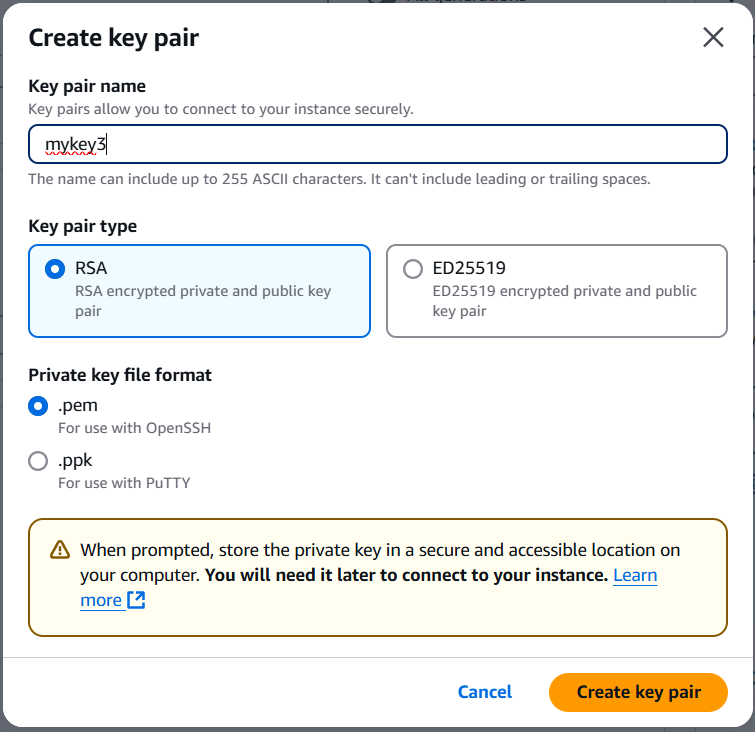 Create key pair
Key pair name
Key pairs allow you to connect to your instance securely.
mykey3
The name can include up to 255 ASCII characters. It can't include leading or trailing spaces.
Key pair type
RSA
RSA encrypted private and public key
pair
ED25519
ED25519 encrypted private and public
key pair
Private key file format
.pem
For use with OpenSSH
.ppk
For use with PuTTY
When prompted, store the private key in a secure and accessible location on
your computer. You will need it later to connect to your instance. Learn
more
Cancel
Create key pair